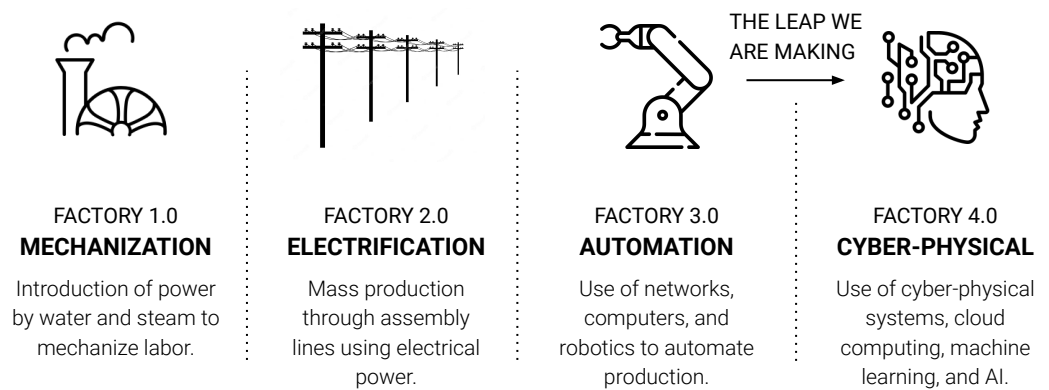 THE LEAP WE
ARE MAKING
FACTORY 1.0
MECHANIZATION
Introduction of power
by water and steam to
mechanize labor.
FACTORY 2.0
ELECTRIFICATION
Mass production
through assembly
lines using electrical
power.
FACTORY 3.0
AUTOMATION
Use of networks,
computers, and
robotics to automate
production.
FACTORY 4.0
CYBER-PHYSICAL
Use of cyber-physical
systems, cloud
computing, machine
learning, and AI.